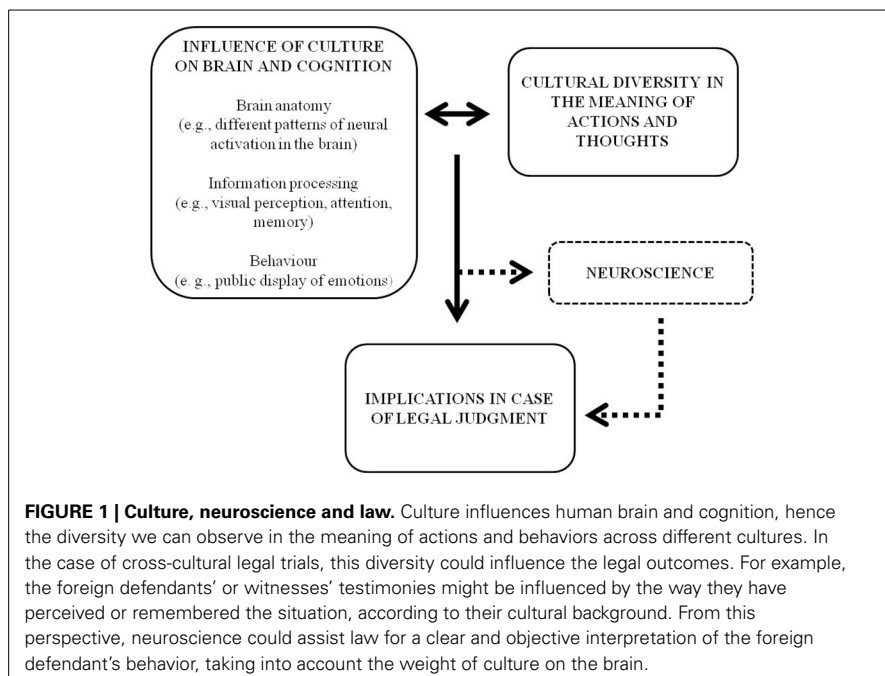 INFLUENCE OF CULTURE
ON BRAIN AND COGNITION
Brain anatomy
(e.g., different patterns of neural
activation in the brain)
Information processing
(e.g., visual perception, attention,
memory)
Behaviour
(e. g., public display of emotions)
CULTURAL DIVERSITY IN
THE MEANING OF
ACTIONS AND
THOUGHTS
NEUROSCIENCE
IMPLICATIONS IN CASE
OF LEGAL JUDGMENT
FIGURE 1 | Culture, neuroscience and law. Culture influences human brain and cognition, hence
the diversity we can observe in the meaning of actions and behaviors across different cultures. In
the case of cross-cultural legal trials, this diversity could influence the legal outcomes. For example,
the foreign defendants' or witnesses' testimonies might be influenced by the way they have
perceived or remembered the situation, according to their cultural background. From this
perspective, neuroscience could assist law for a clear and objective interpretation of the foreign
defendant's behavior, taking into account the weight of culture on the brain.